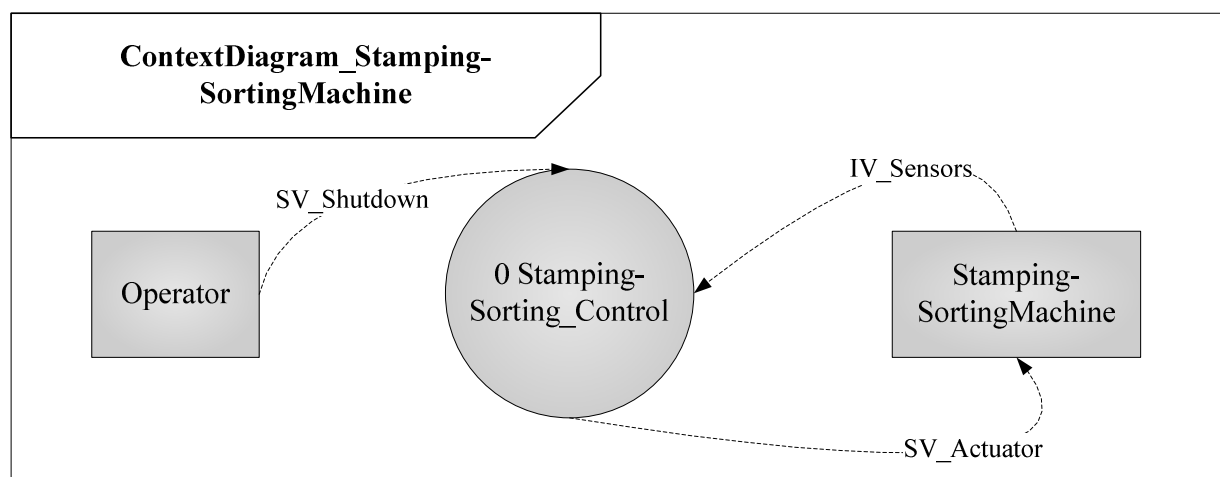 ContextDiagram_Stamping-
SortingMachine
SV_Shutdown
IV_Sensors
Operator
0 Stamping-
Sorting_Control
Stamping-
SortingMachine
SV_Actuator